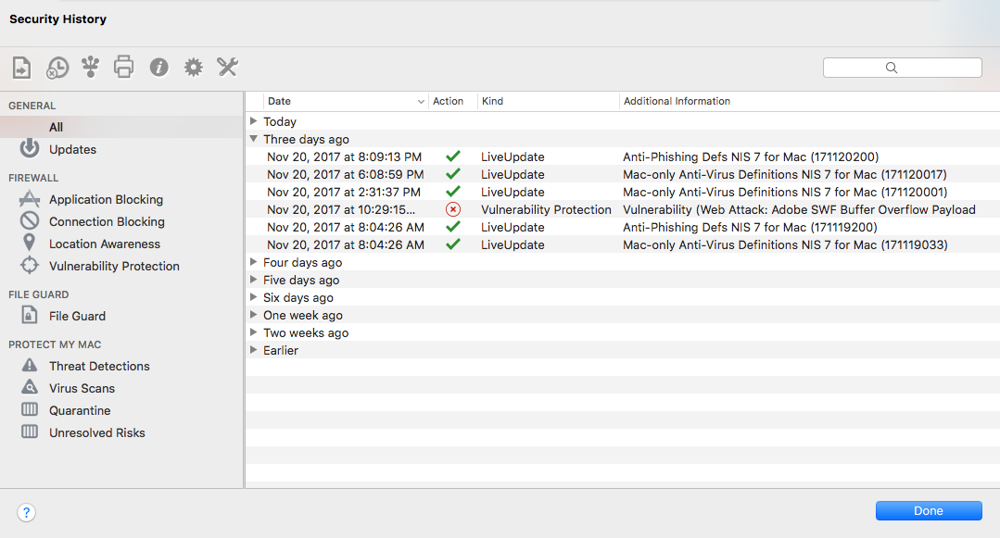 Security History
GENERAL
All
Updates
FIREWALL
Application Blocking
Connection Blocking
Location Awareness
Vulnerability Protection
FILE GUARD
File Guard
PROTECT MY MAC
Threat Detections
Virus Scans
Quarantine
Unresolved Risks
Date Action Kind Additional Information
Today
Three days ago
Nov 20, 2017 at 8:09:13 PM LiveUpdate Anti-Phishing Defs NIS 7 for Mac (171120200)
Nov 20, 2017 at 6:08:59 PM LiveUpdate Mac-only Anti-Virus Definitions NIS 7 for Mac (171120017)
Nov 20, 2017 at 2:31:37 PM LiveUpdate Mac-only Anti-Virus Definitions NIS 7 for Mac (171120001)
Nov 20, 2017 at 10:29:15... Vulnerability Protection Vulnerability (Web Attack: Adobe SWF Buffer Overflow Payload
Nov 20, 2017 at 8:04:26 AM LiveUpdate Anti-Phishing Defs NIS 7 for Mac (171119200)
Nov 20, 2017 at 8:04:26 AM LiveUpdate Mac-only Anti-Virus Definitions NIS 7 for Mac (171119033)
Four days ago
Five days ago
Six days ago
One week ago
Two weeks ago
Earlier
?
Done